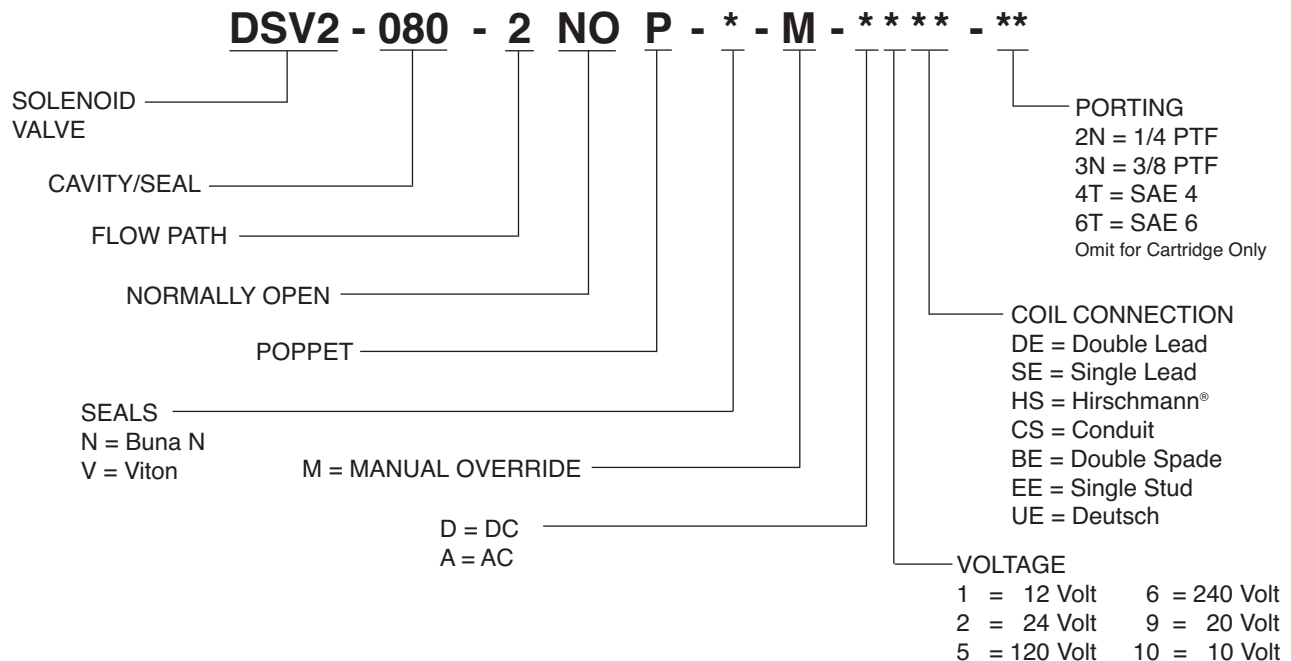 DSV2 - 080 - 2 NO P - * - M - * * * * - **
SOLENOID
VALVE
CAVITY/SEAL
FLOW PATH
NORMALLY OPEN
POPPET
SEALS
N = Buna N
V = Viton
M = MANUAL OVERRIDE
D = DC
A = AC
PORTING
2N = 1/4 PTF
3N = 3/8 PTF
4T = SAE 4
6T = SAE 6
Omit for Cartridge Only
COIL CONNECTION
DE = Double Lead
SE = Single Lead
HS = Hirschmann®
CS = Conduit
BE = Double Spade
EE = Single Stud
UE = Deutsch
VOLTAGE
1 = 12 Volt 6 = 240 Volt
2 = 24 Volt 9 = 20 Volt
5 = 120 Volt 10 = 10 Volt